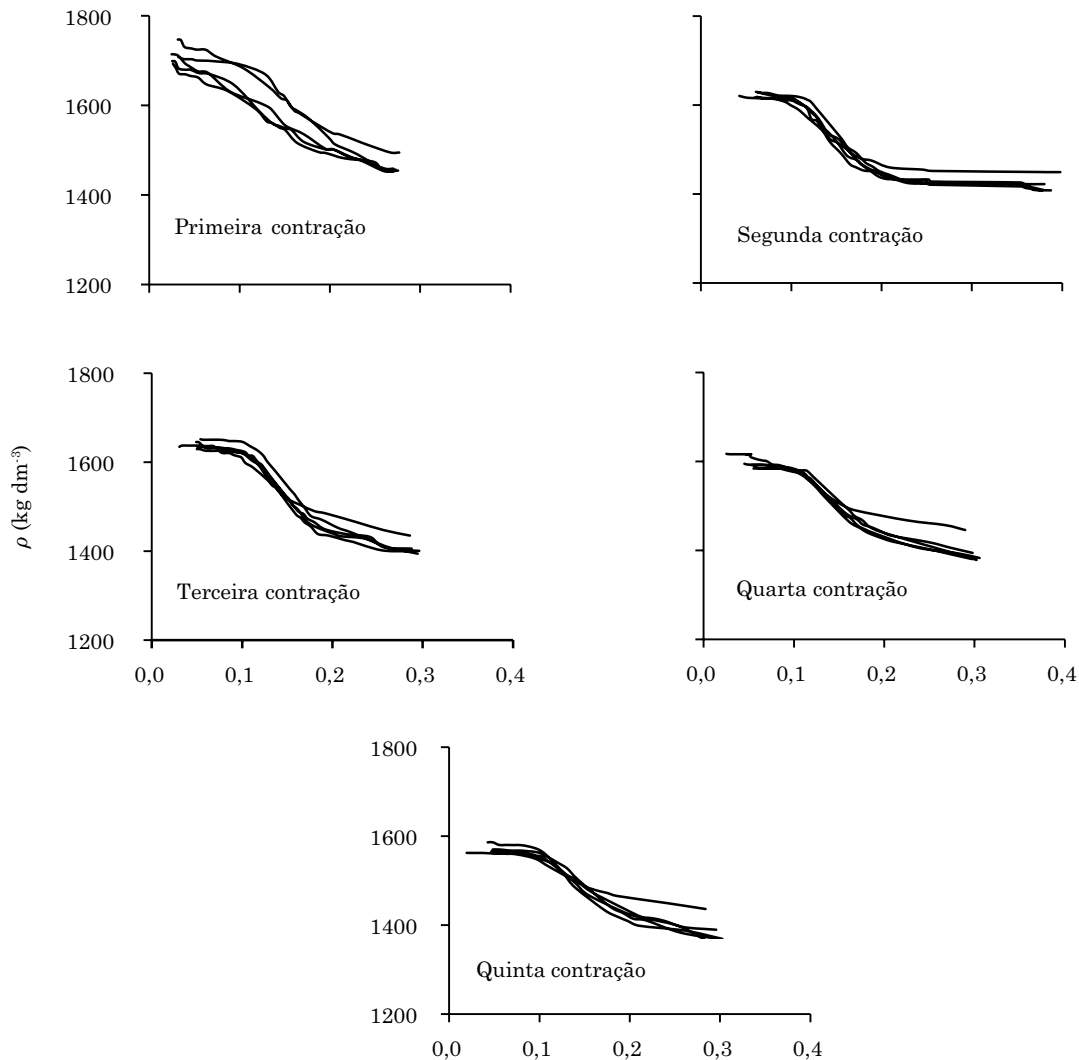 1800
1600
1400
1200
Primeira contração
Segunda contração
ρ (kg dm-3)
1800
1600
1400
1200
Terceira contração
Quarta contração
0,0 0,1 0,2 0,3 0,4
0,0 0,1 0,2 0,3 0,4
1800
1600
1400
1200
Quinta contração
0,0 0,1 0,2 0,3 0,4